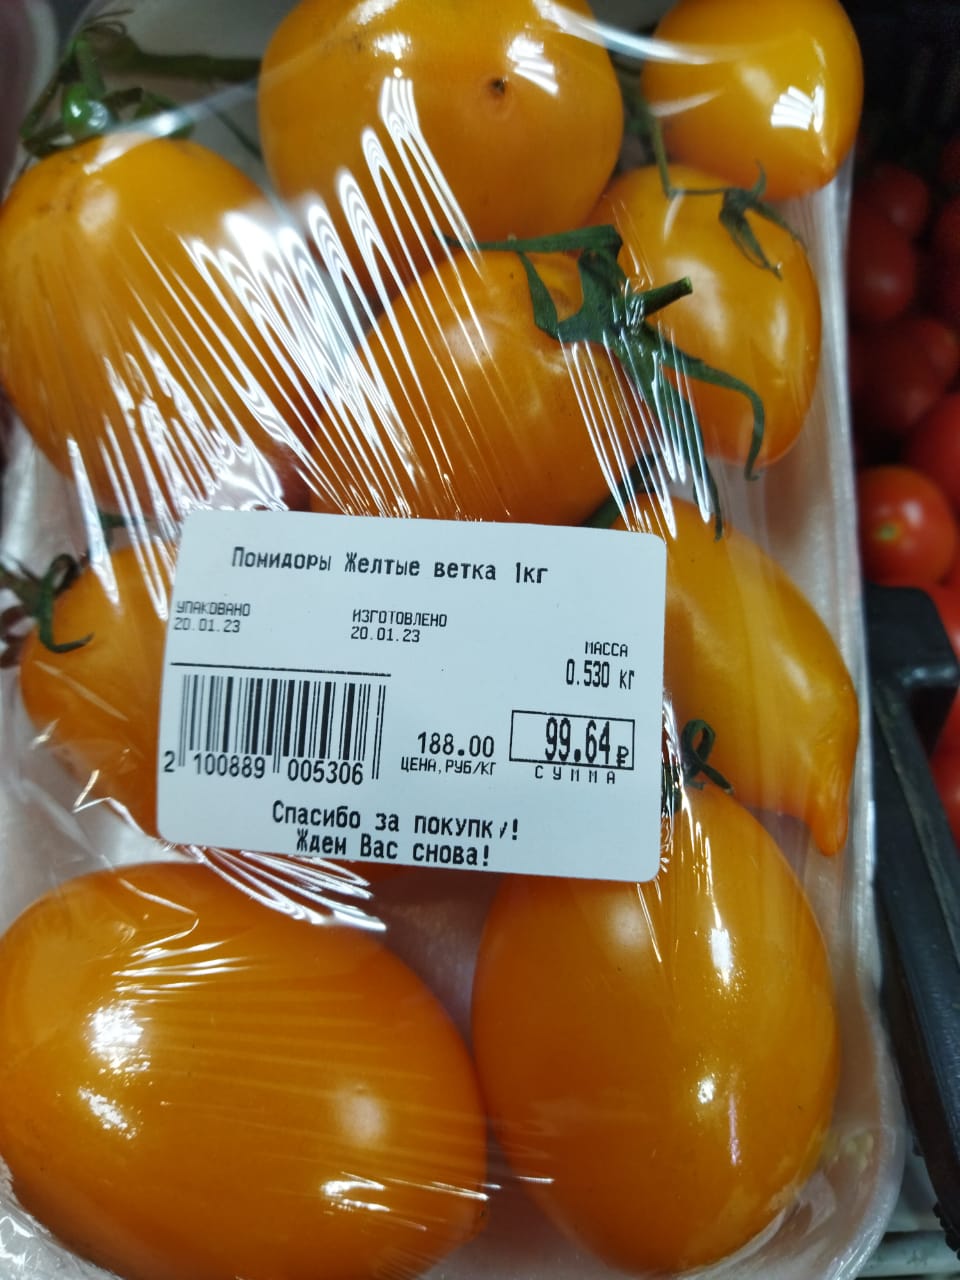 Помидоры Желтые ветка 1кг
УПАКОВАНО
20.01.23
ИЗГОТОВЛЕНО
20.01.23
МАССА
0.530 КГ
188.00
ЦЕНА, РУБ/КГ
99.64 ₽
СУММА
2 100889 005306
Спасибо за покупку!
Ждем Вас снова!